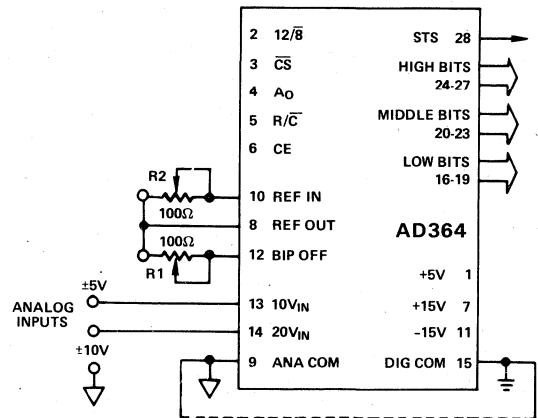 2 12/8̅ STS 28
3 C̅S̅ HIGH BITS
24-27
4 AO
MIDDLE BITS
5 R/C̅ 20-23
6 CE
LOW BITS
R2 16-19
10 REF IN
100Ω
8 REF OUT
100Ω AD364
12 BIP OFF
R1
±5V +5V 1
ANALOG
INPUTS
13 10VIN +15V 7
14 20VIN -15V 11
±10V
9 ANA COM DIG COM 15